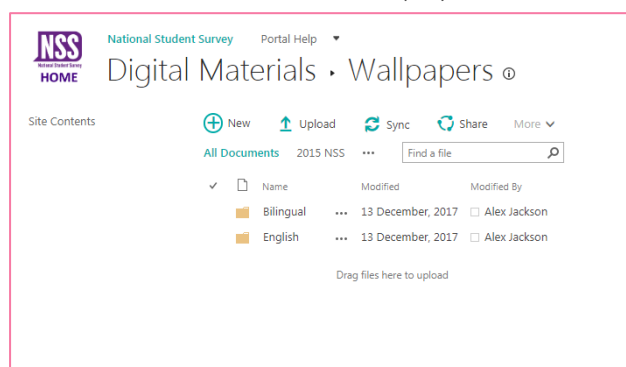 NSS
National Student Survey
HOME
National Student Survey Portal Help
Digital Materials · Wallpapers
Site Contents
New Upload Sync Share More
All Documents 2015 NSS ... Find a file
Name Modified Modified By
Bilingual ... 13 December, 2017 Alex Jackson
English ... 13 December, 2017 Alex Jackson
Drag files here to upload